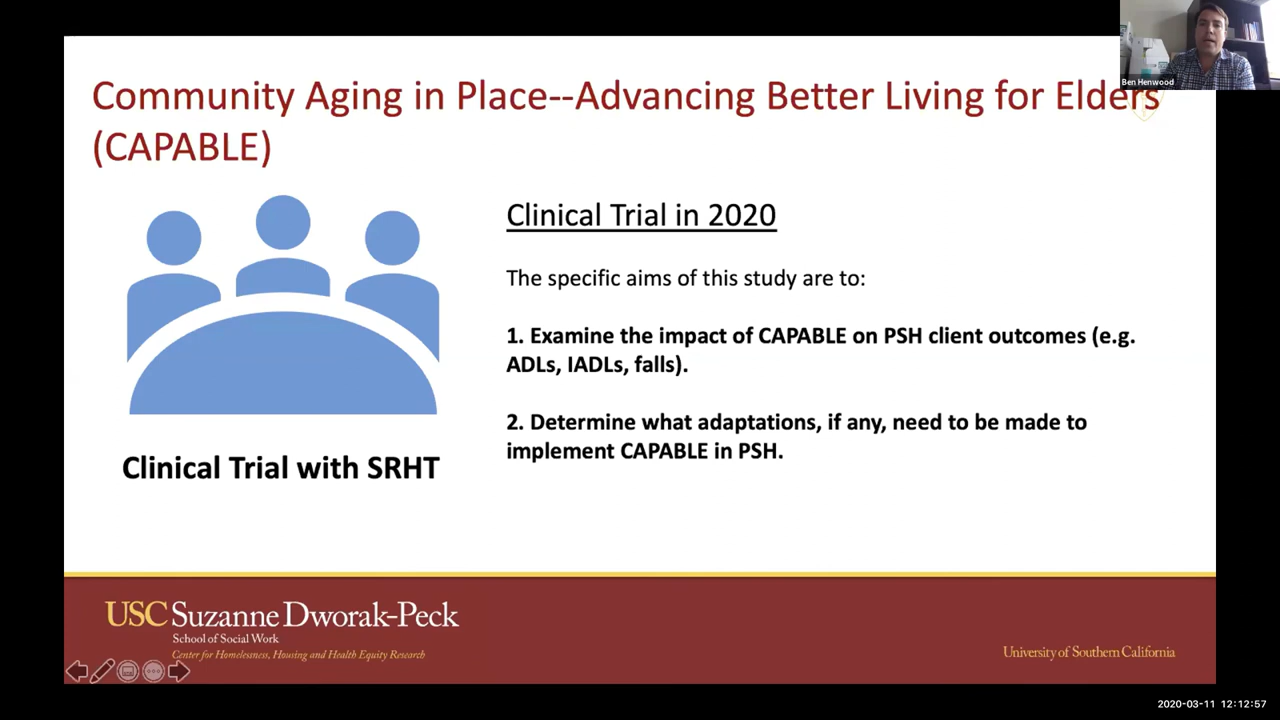 Ben Henwood
Community Aging in Place--Advancing Better Living for Elders
(CAPABLE)
Clinical Trial in 2020
The specific aims of this study are to:
1. Examine the impact of CAPABLE on PSH client outcomes (e.g.
ADLs, IADLs, falls).
2. Determine what adaptations, if any, need to be made to
implement CAPABLE in PSH.
Clinical Trial with SRHT
USC Suzanne Dworak-Peck
School of Social Work
Center for Homelessness, Housing and Health Equity Research
University of Southern California
2020-03-11 12:12:57